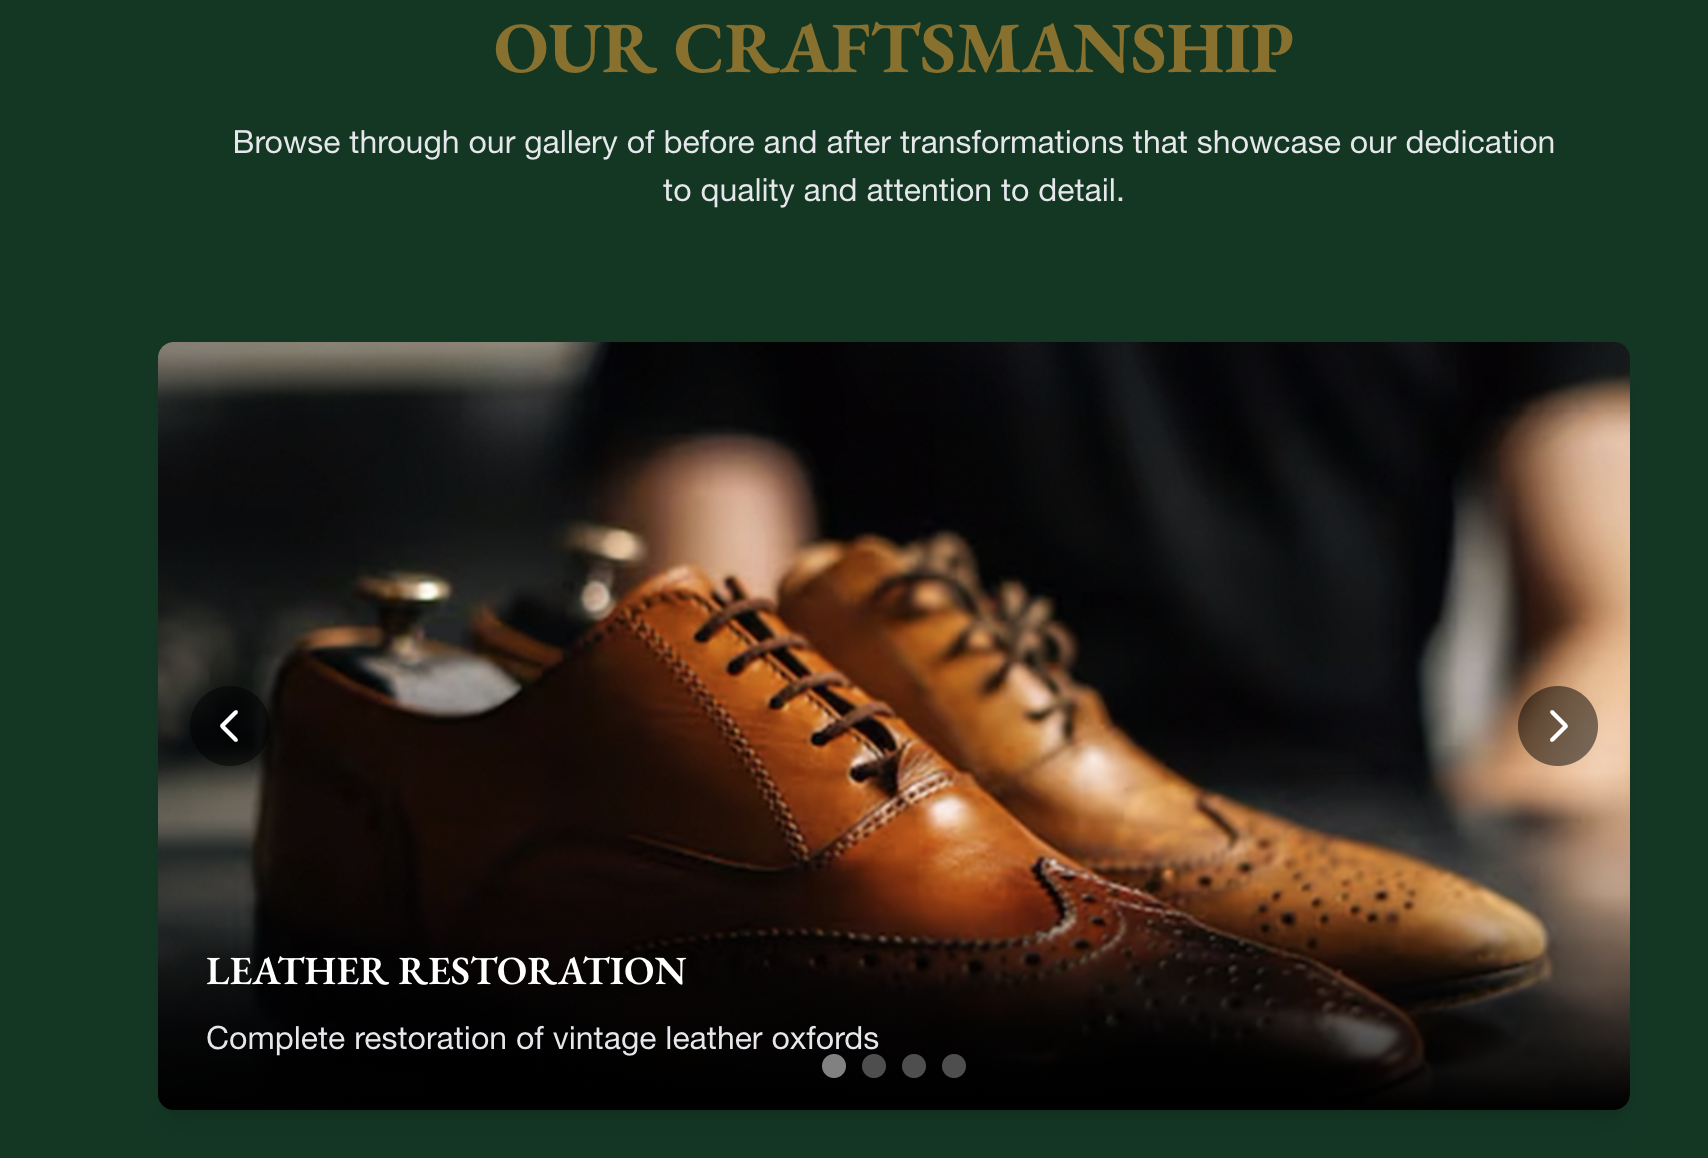 OUR CRAFTSMANSHIP
Browse through our gallery of before and after transformations that showcase our dedication
to quality and attention to detail.
LEATHER RESTORATION
Complete restoration of vintage leather oxfords